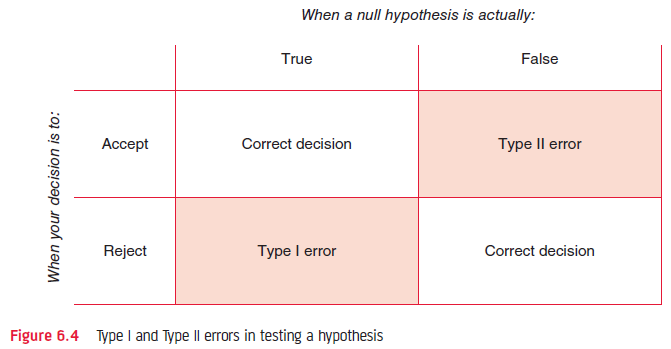 When a null hypothesis is actually:
True False
When your decision is to:
Accept Correct decision Type II error
Reject Type I error Correct decision
Figure 6.4 Type I and Type II errors in testing a hypothesis